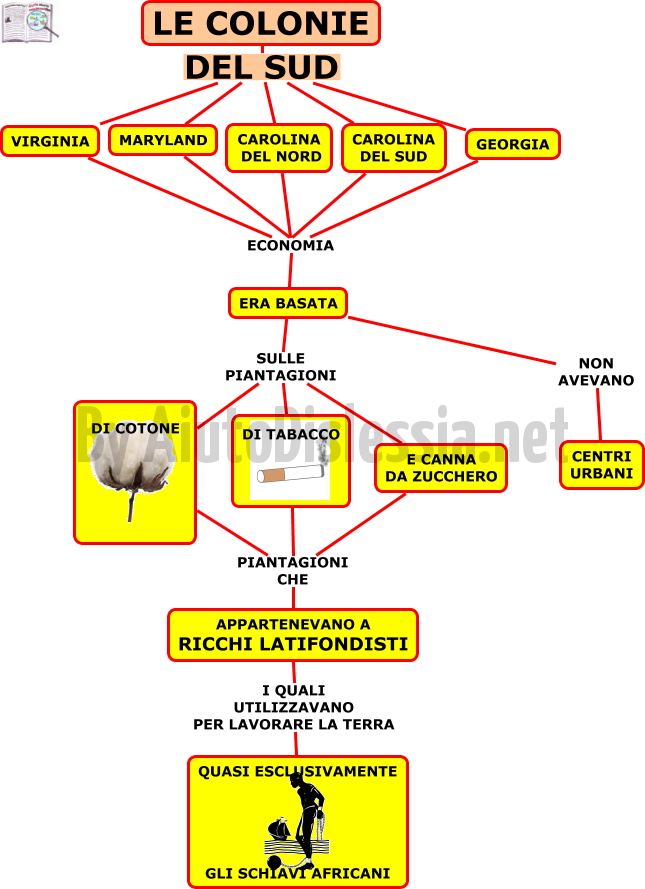 LE COLONIE
DEL SUD
VIRGINIA
MARYLAND
CAROLINA
DEL NORD
CAROLINA
DEL SUD
GEORGIA
ECONOMIA
ERA BASATA
SULLE
PIANTAGIONI
NON
AVEVANO
By AiutoDislessia.net
DI COTONE
DI TABACCO
E CANNA
DA ZUCCHERO
CENTRI
URBANI
PIANTAGIONI
CHE
APPARTENEVANO A
RICCHI LATIFONDISTI
I QUALI
UTILIZZAVANO
PER LAVORARE LA TERRA
QUASI ESCLUSIVAMENTE
GLI SCHIAVI AFRICANI